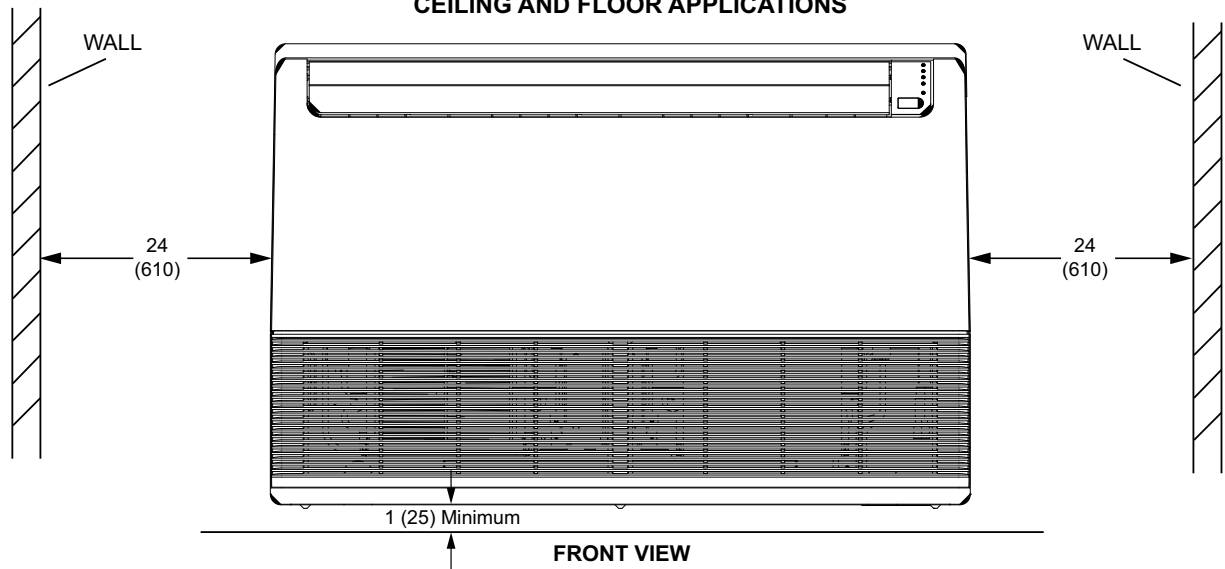 CEILING AND FLOOR APPLICATIONS
WALL
WALL
24
(610)
24
(610)
1 (25) Minimum
FRONT VIEW